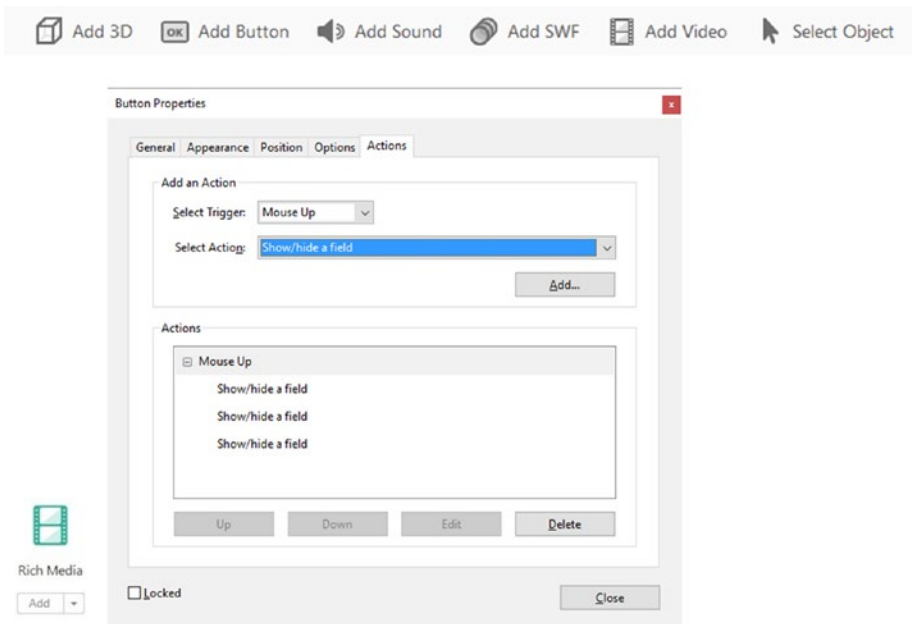 Add 3D OK Add Button Add Sound Add SWF Add Video Select Object
Button Properties x
General Appearance Position Options Actions
Add an Action
Select Trigger: Mouse Up
Select Action: Show/hide a field
Add...
Actions
Mouse Up
Show/hide a field
Show/hide a field
Show/hide a field
Up Down Edit Delete
Rich Media
Add
Locked
Close